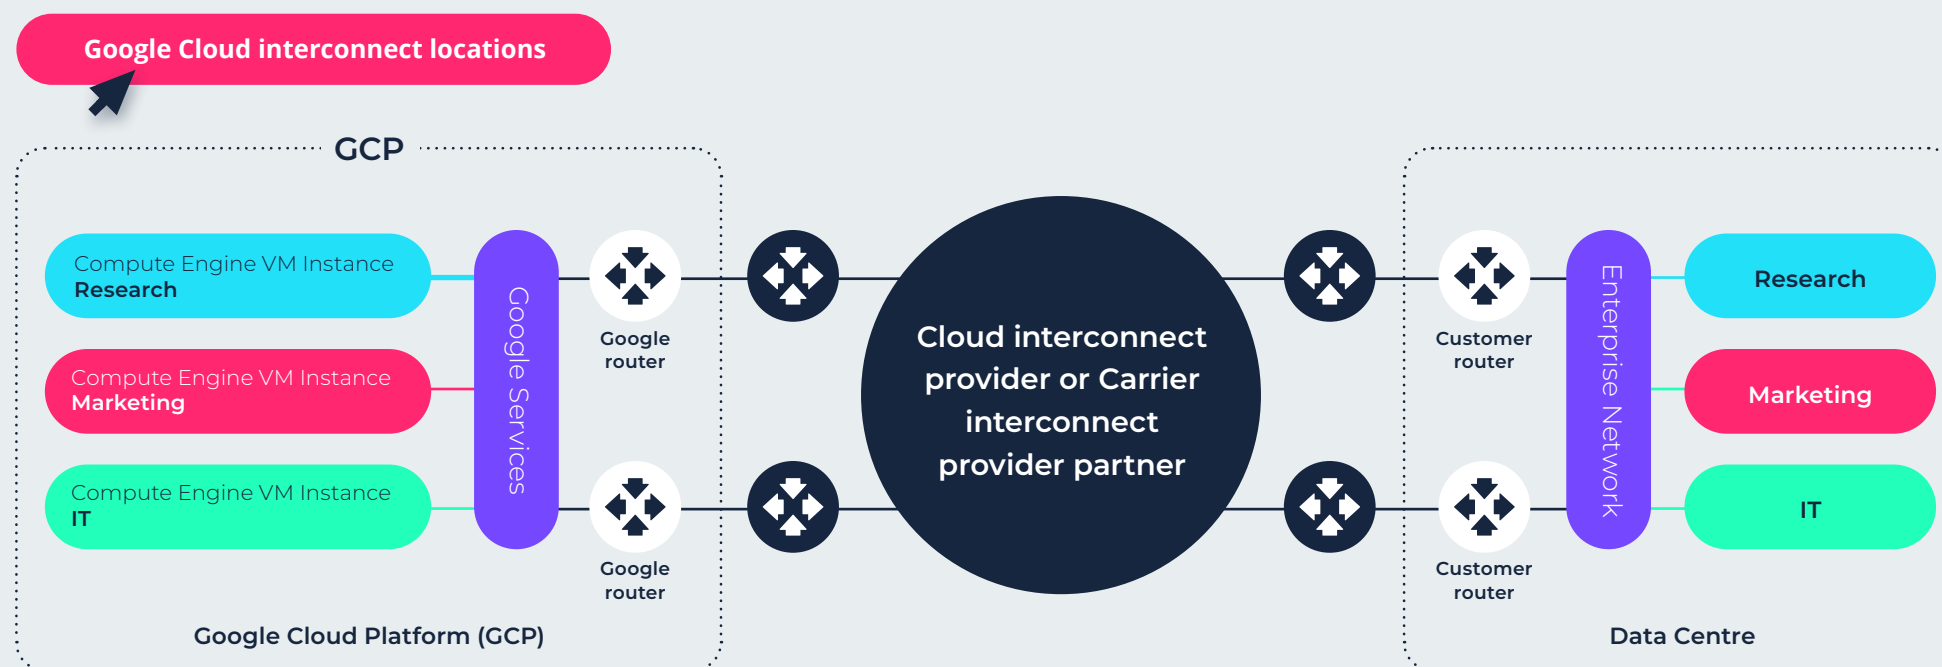 Google Cloud interconnect locations
GCP
Compute Engine VM Instance
Research
Compute Engine VM Instance
Marketing
Compute Engine VM Instance
IT
Google Services
Google
router
Google
router
Google Cloud Platform (GCP)
Cloud interconnect
provider or Carrier
interconnect
provider partner
Customer
router
Customer
router
Enterprise Network
Research
Marketing
IT
Data Centre